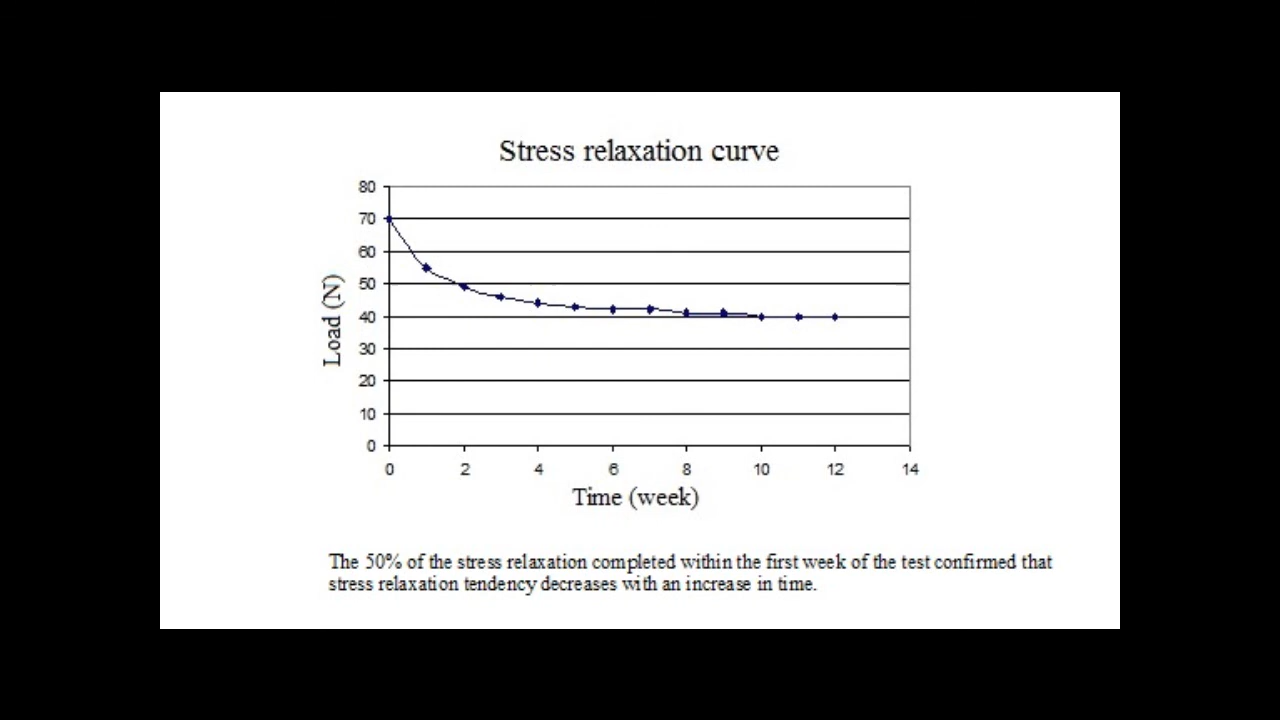 Stress relaxation curve
80
70
60
50
40
30
20
10
0
Load (N)
0 2 4 6 8 10 12 14
Time (week)
The 50% of the stress relaxation completed within the first week of the test confirmed that
stress relaxation tendency decreases with an increase in time.